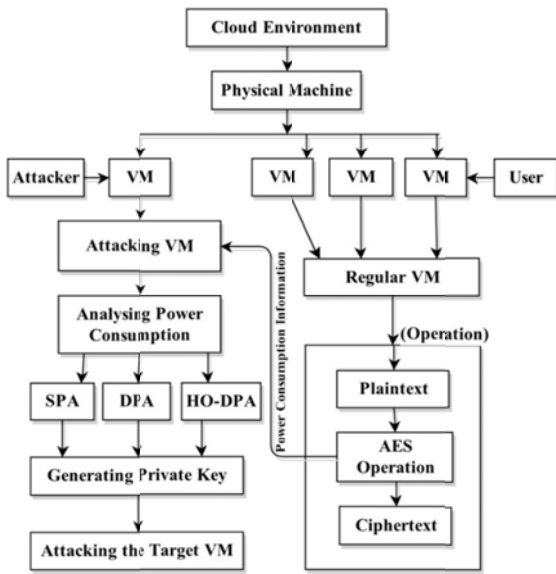 Cloud Environment
Physical Machine
Attacker
VM
VM
VM
VM
User
Attacking VM
Regular VM
Power Consumption Information
Analysing Power
Consumption
(Operation)
SPA
DPA
HO-DPA
Plaintext
AES
Operation
Generating Private Key
Ciphertext
Attacking the Target VM